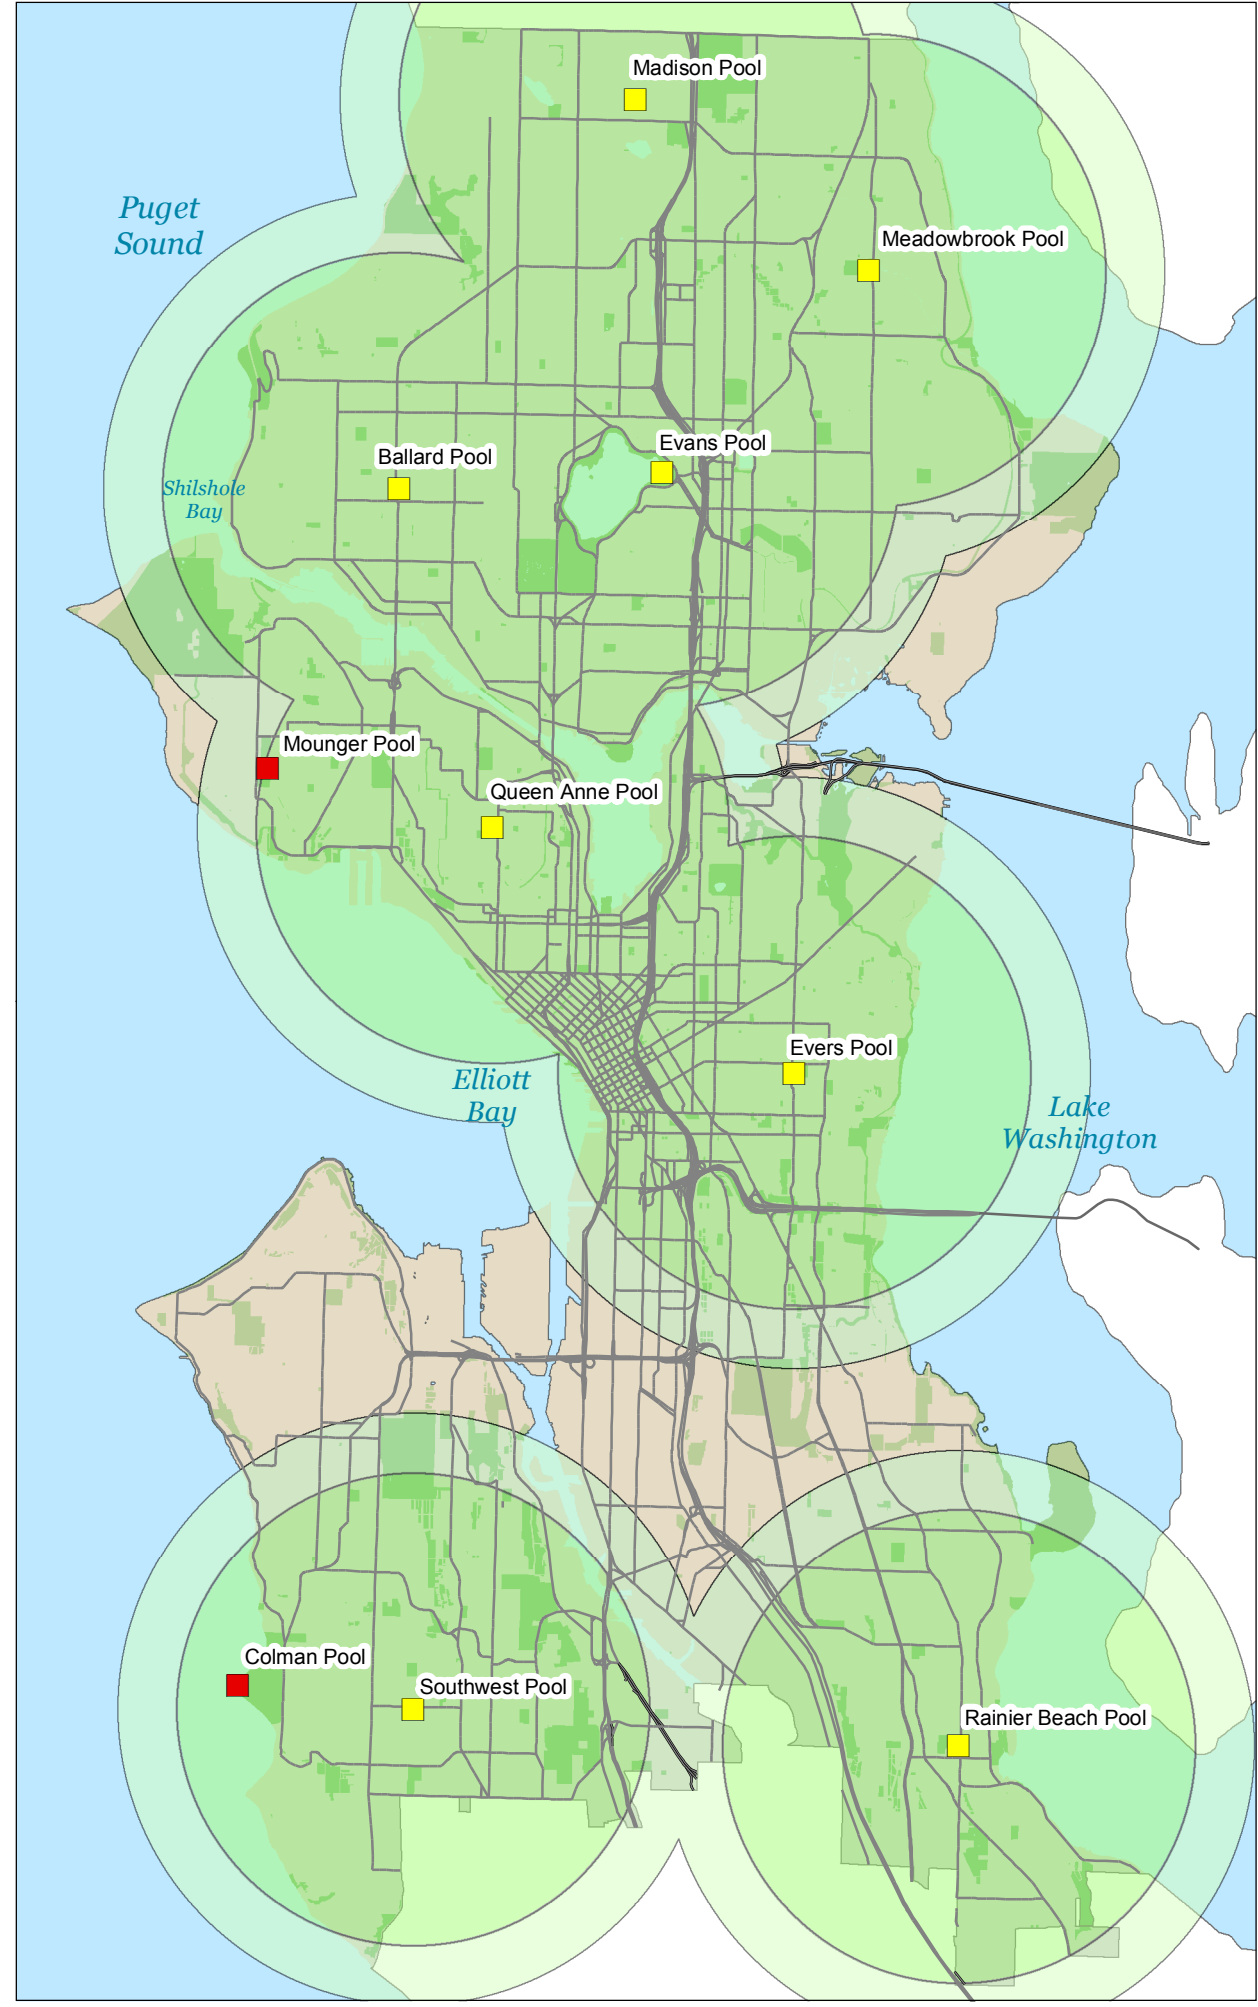 Madison Pool
Puget
Sound
Meadowbrook Pool
Evans Pool
Ballard Pool
Shilshole
Bay
Mounger Pool
Queen Anne Pool
Evers Pool
Elliott
Bay
Lake
Washington
Colman Pool
Southwest Pool
Rainier Beach Pool